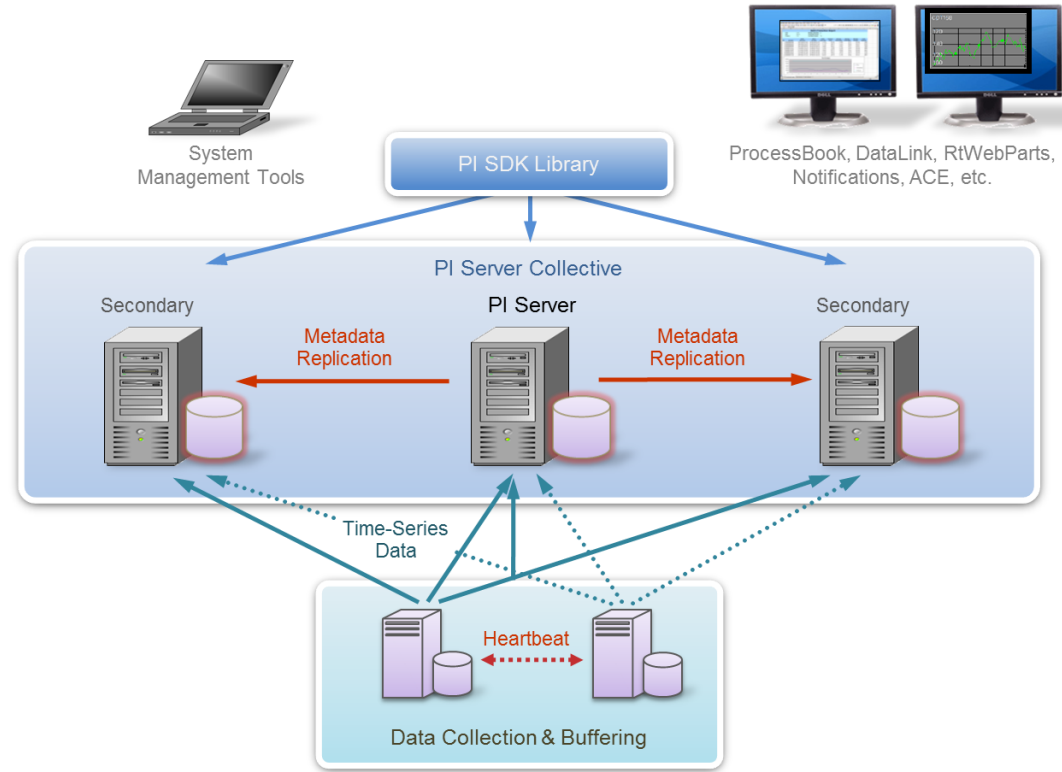 System
Management Tools
PI SDK Library
ProcessBook, DataLink, RtWebParts,
Notifications, ACE, etc.
PI Server Collective
Secondary
PI Server
Secondary
Metadata
Replication
Metadata
Replication
Time-Series
Data
Heartbeat
Data Collection & Buffering